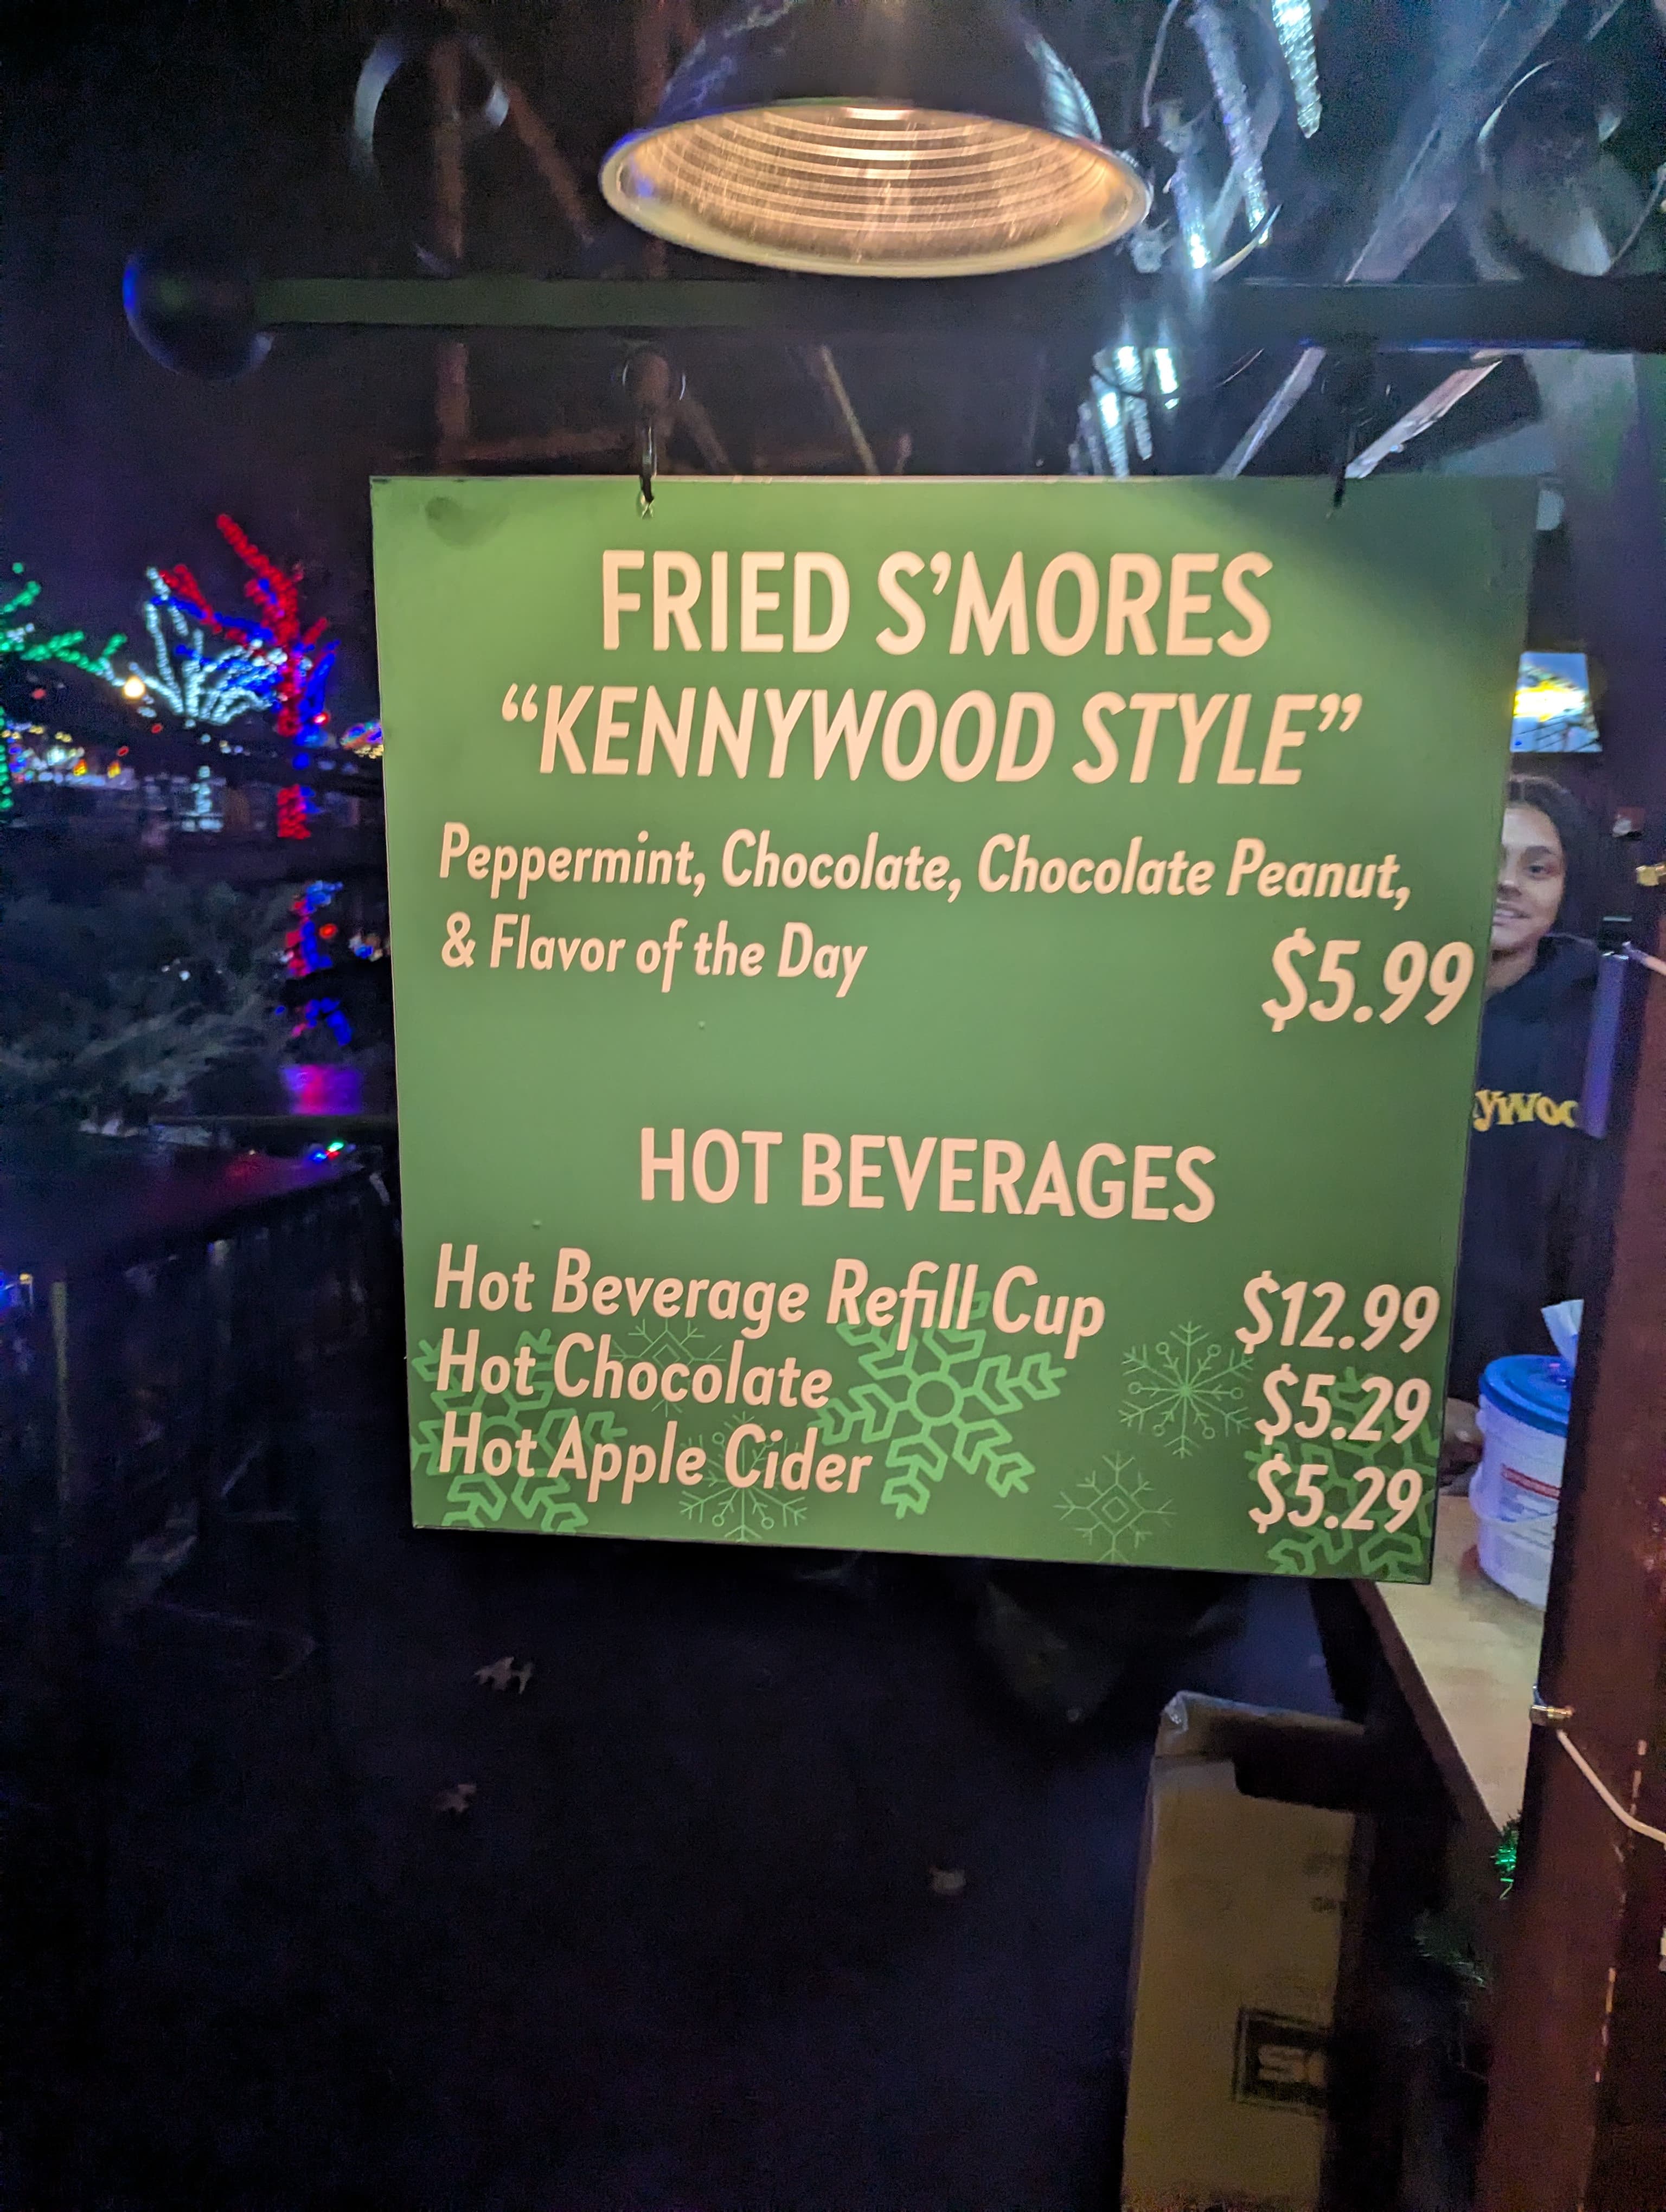 FRIED S’MORES
“KENNYWOOD STYLE”
Peppermint, Chocolate, Chocolate Peanut,
& Flavor of the Day $5.99
HOT BEVERAGES
Hot Beverage Refill Cup $12.99
Hot Chocolate $5.29
Hot Apple Cider $5.29
ywoo